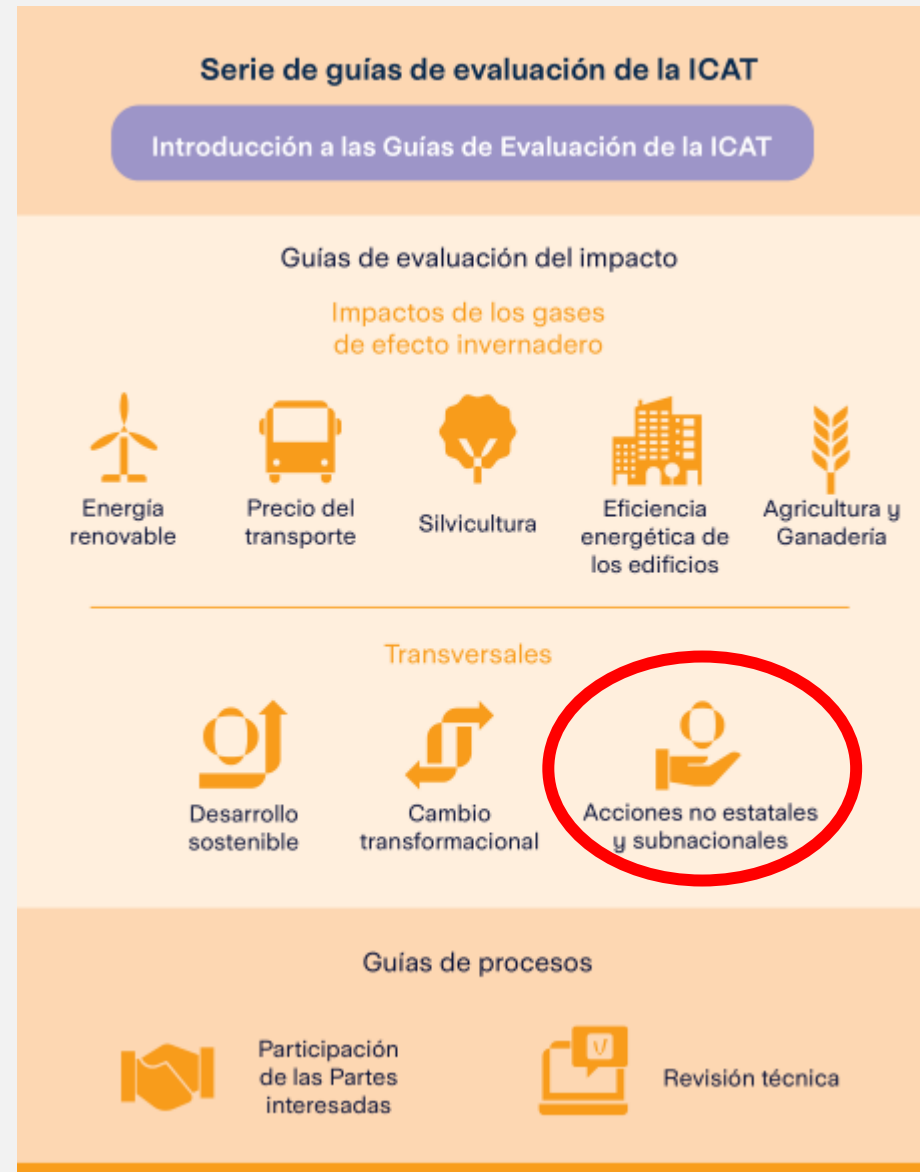 Serie de guías de evaluación de la ICAT
Introducción a las Guías de Evaluación de la ICAT
Guías de evaluación del impacto
Impactos de los gases
de efecto invernadero
Energía
renovable
Precio del
transporte
Silvicultura
Eficiencia
energética de
los edificios
Agricultura y
Ganadería
Transversales
Desarrollo
sostenible
Cambio
transformacional
Acciones no estatales
y subnacionales
Guías de procesos
Participación
de las Partes
interesadas
Revisión técnica